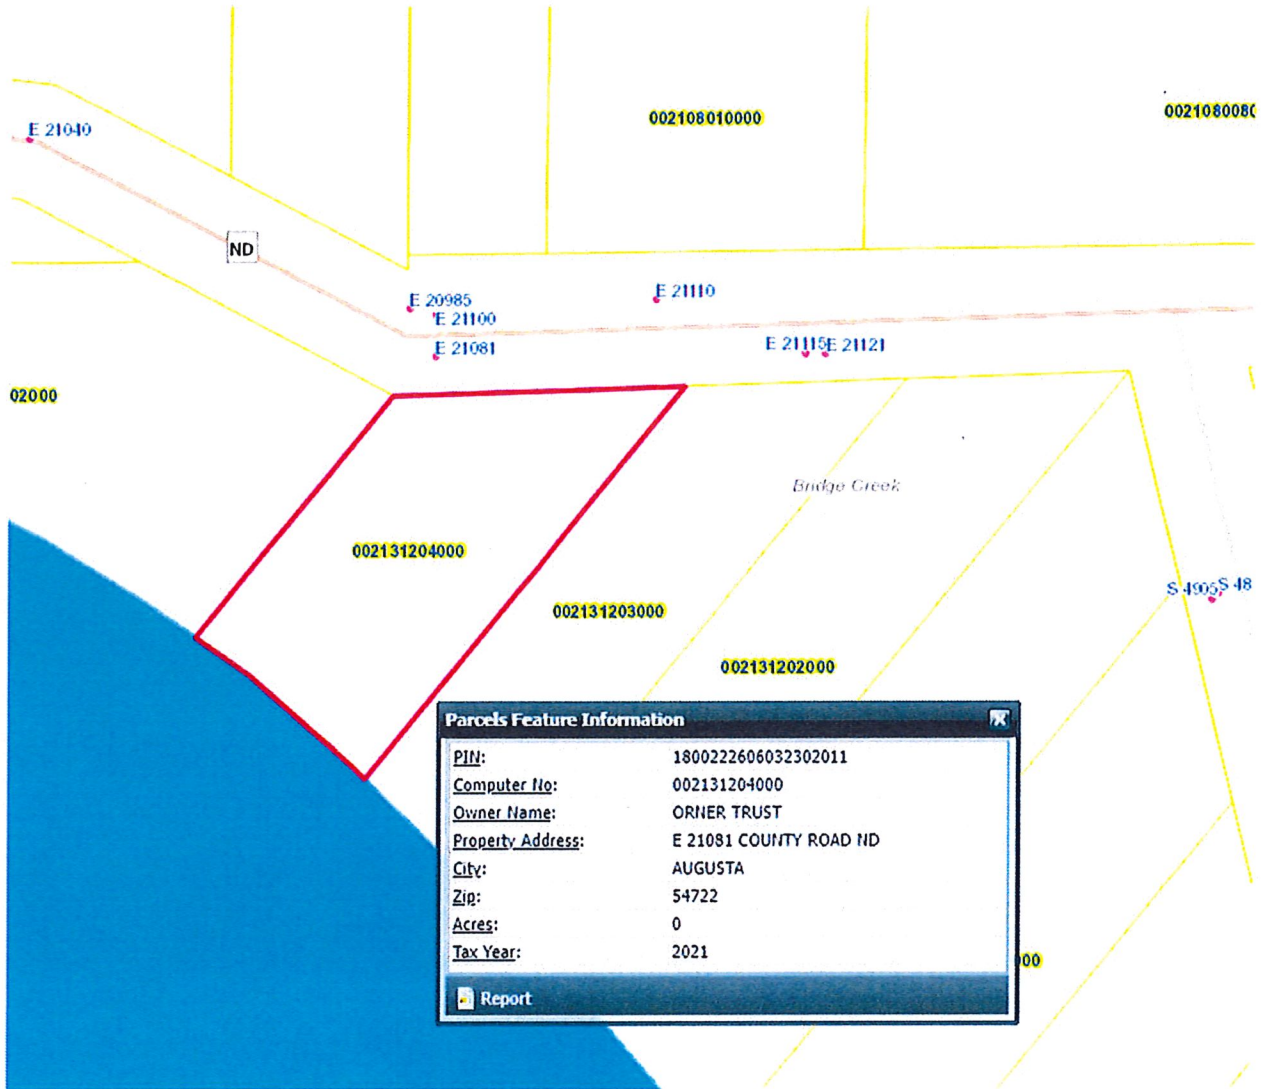 002108010000
0021080080
E 21040
ND
E 20985
E 21110
E 21100
E 21081
E 21115
E 21121
02000
Bridge Creek
002131204000
S 4905
S 48
002131203000
002131202000
Parcels Feature Information
PIN: 1800222606032302011
Computer No: 002131204000
Owner Name: ORNER TRUST
Property Address: E 21081 COUNTY ROAD ND
City: AUGUSTA
Zip: 54722
Acres: 0
Tax Year: 2021
000
Report